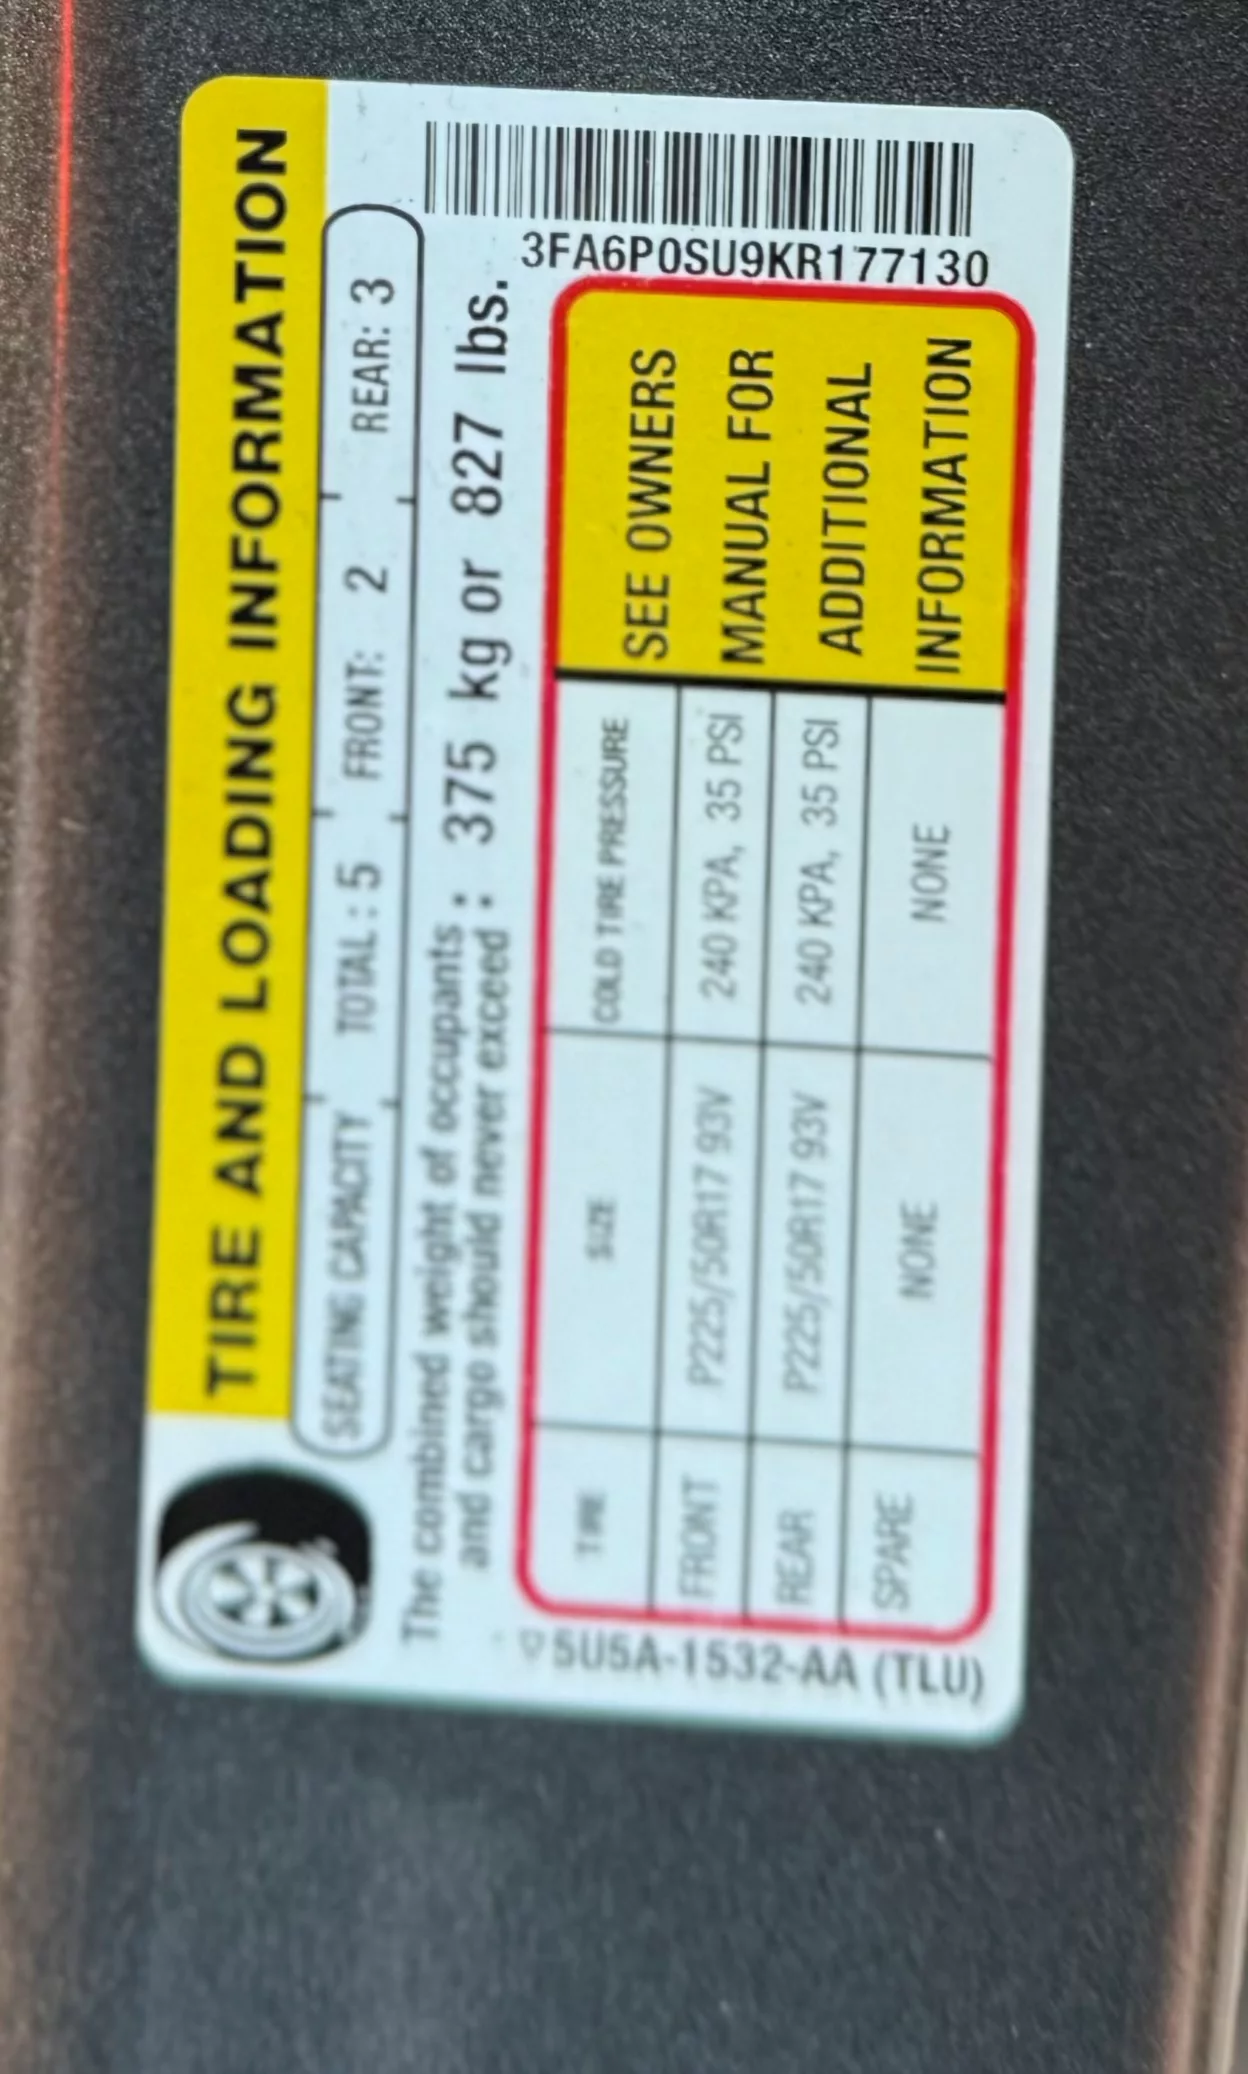 TIRE AND LOADING INFORMATION
SEATING CAPACITY TOTAL : 5 FRONT: 2 REAR: 3
The combined weight of occupants
and cargo should never exceed : 375 kg or 827 lbs.
3FA6P0SU9KR177130
TIRE SIZE COLD TIRE PRESSURE
FRONT P225/50R17 93V 240 KPA, 35 PSI
REAR P225/50R17 93V 240 KPA, 35 PSI
SPARE NONE NONE
SEE OWNERS
MANUAL FOR
ADDITIONAL
INFORMATION
5U5A-1532-AA (TLU)